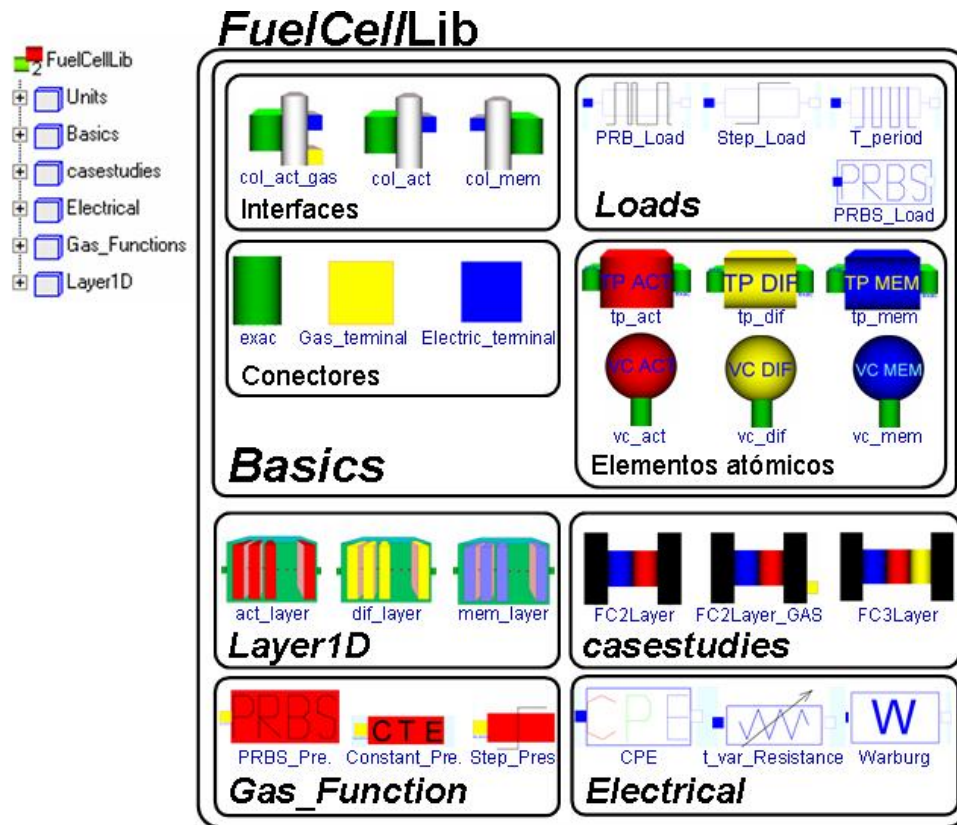 FuelCellLib
2 FuelCellLib
Units
Basics
casestudies
Electrical
Gas_Functions
Layer1D
col_act_gas col_act col_mem
Interfaces
PRB_Load Step_Load T_period
PRBS
PRBS_Load
Loads
exac Gas_terminal Electric_terminal
Conectores
TP ACT TP DIF TP MEM
tp_act tp_dif tp_mem
VC ACT VC DIF VC MEM
vc_act vc_dif vc_mem
Elementos atómicos
Basics
act_layer dif_layer mem_layer
Layer1D
FC2Layer FC2Layer_GAS FC3Layer
casestudies
PRBS CTE
PRBS_Pre. Constant_Pre. Step_Pres
Gas_Function
CPE W
CPE t_var_Resistance Warburg
Electrical